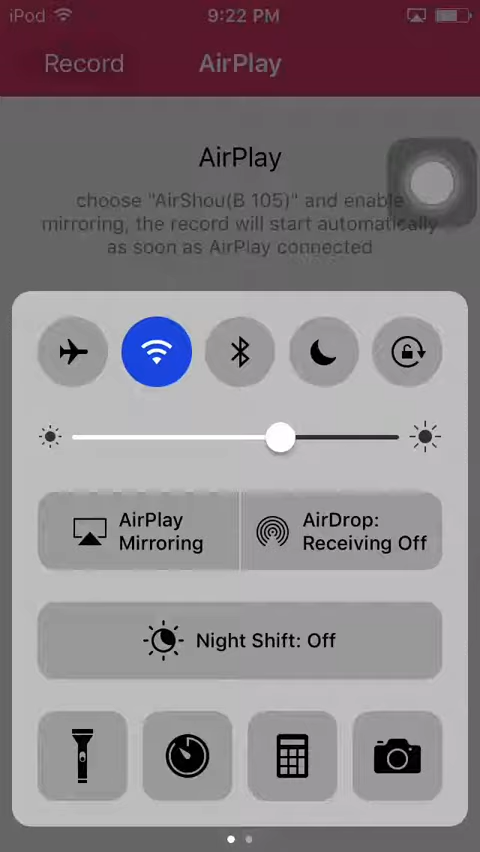 iPod 9:22 PM
Record AirPlay
AirPlay
choose "AirShou(B 105)" and enable
mirroring, the record will start automatically
as soon as AirPlay connected
AirPlay
Mirroring
AirDrop:
Receiving Off
Night Shift: Off